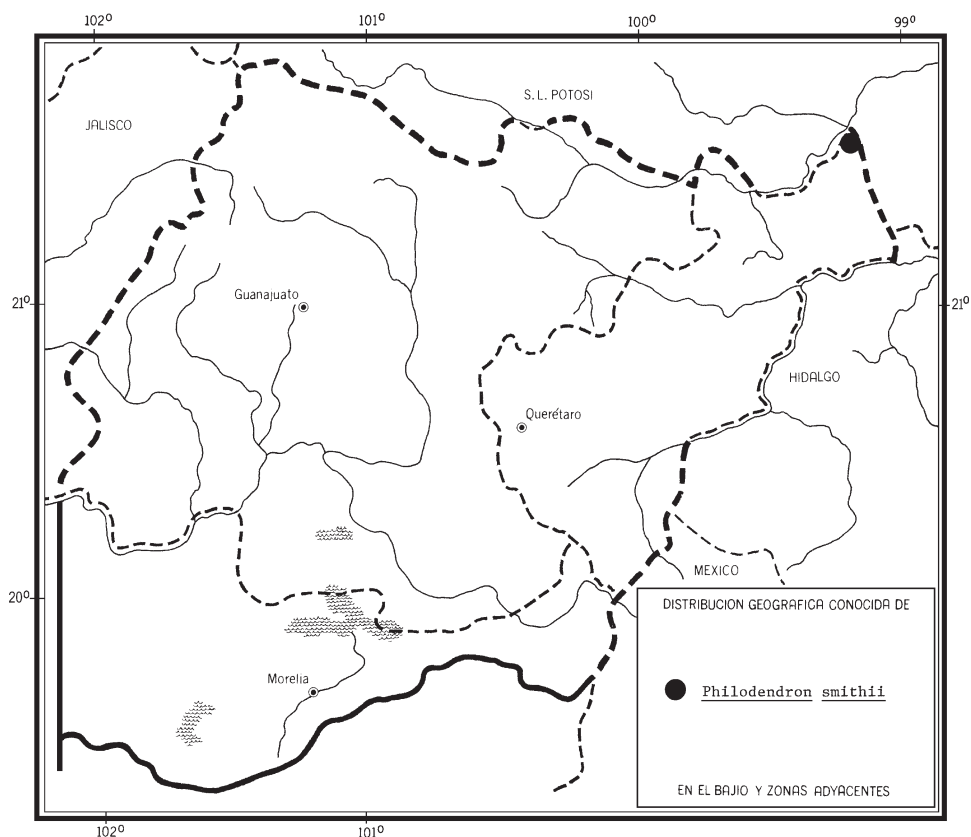 102° 101° 100° 99°
S.L. POTOSI
JALISCO
Guanajuato
21° 21°
HIDALGO
Querétaro
MEXICO
20°
DISTRIBUCION GEOGRAFICA CONOCIDA DE
Morelia
Philodendron smithii
EN EL BAJIO Y ZONAS ADYACENTES
102° 101°